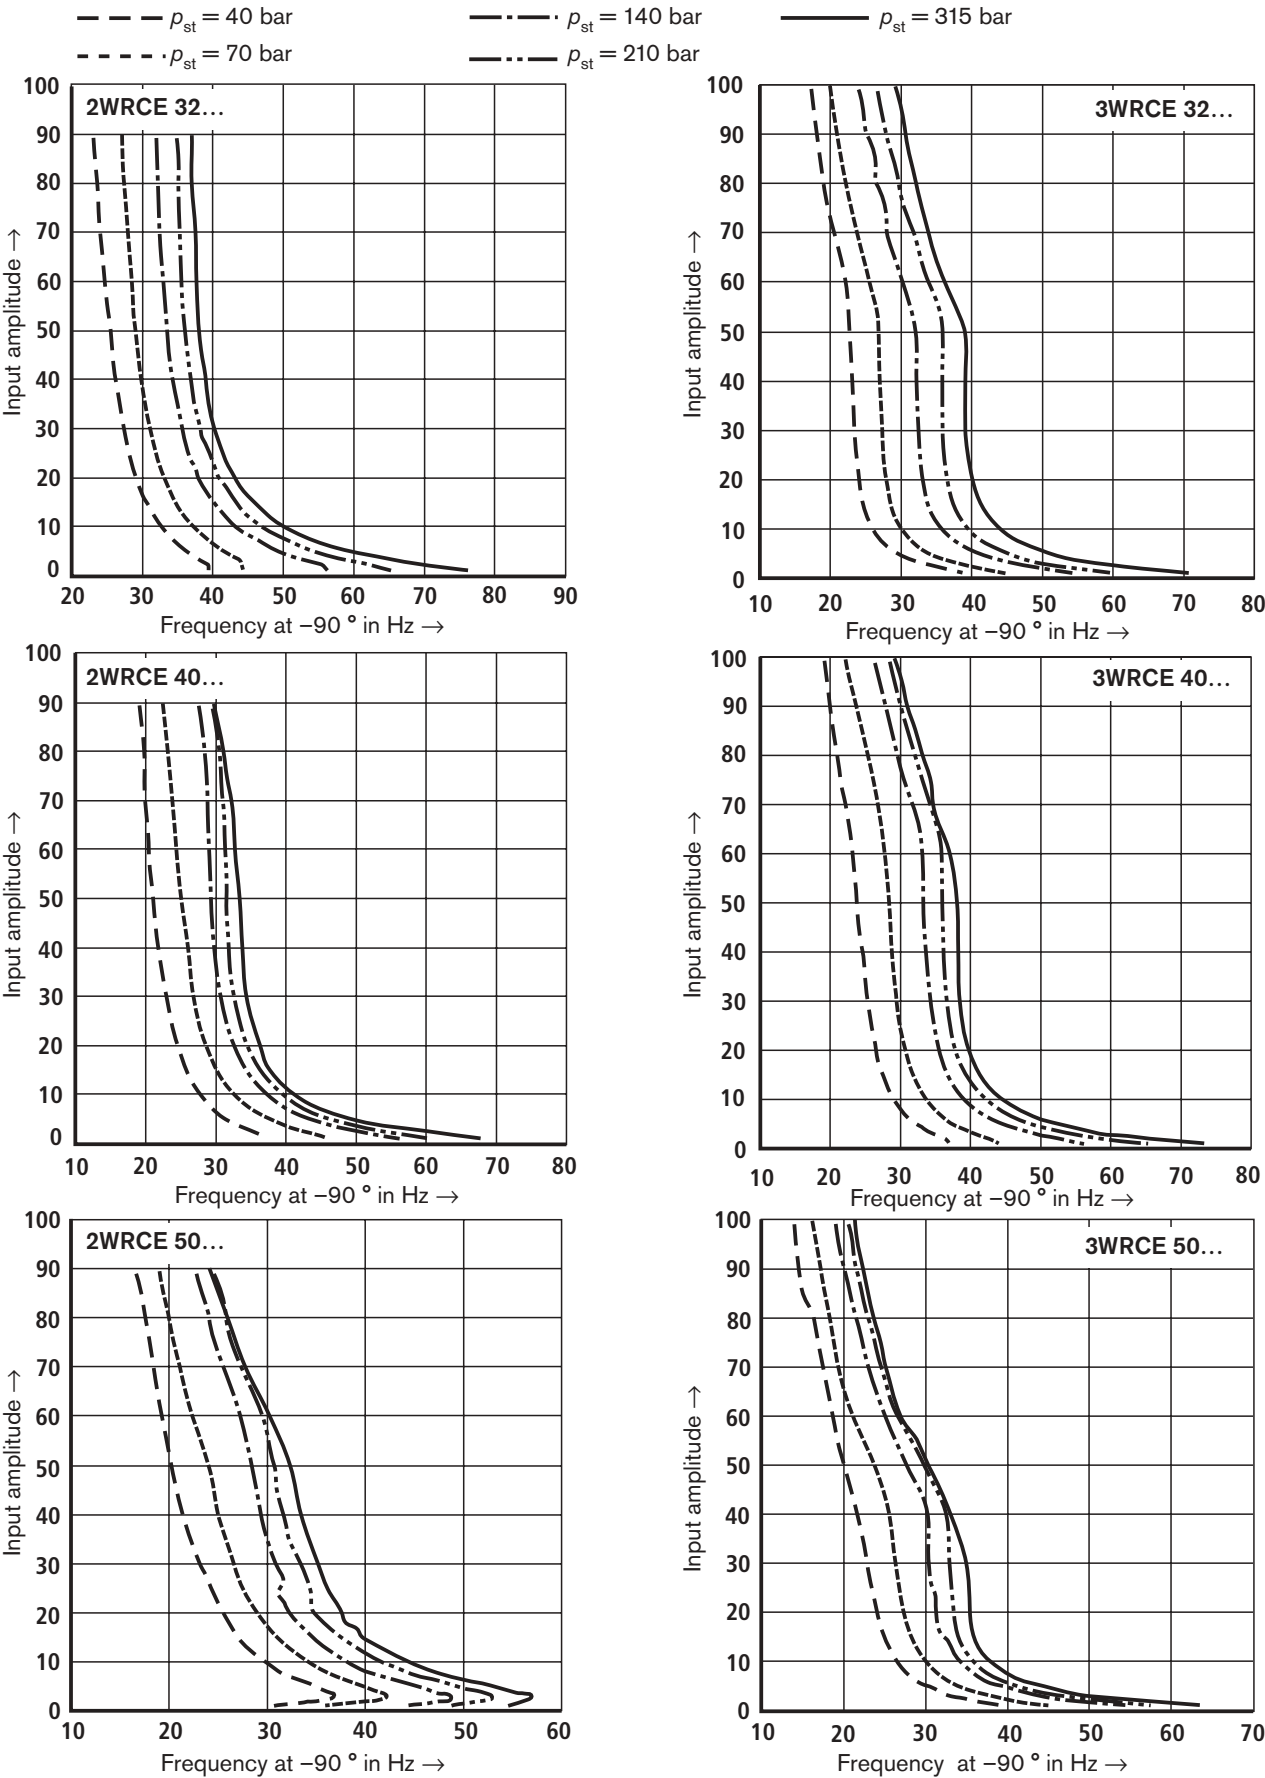 p_st = 40 bar
p_st = 140 bar
p_st = 315 bar
p_st = 70 bar
p_st = 210 bar
2WRCE 32…
100
90
80
70
60
50
40
30
20
10
0
Input amplitude →
20 30 40 50 60 70 80 90
Frequency at −90 ° in Hz →
3WRCE 32…
100
90
80
70
60
50
40
30
20
10
0
Input amplitude →
10 20 30 40 50 60 70 80
Frequency at −90 ° in Hz →
2WRCE 40…
100
90
80
70
60
50
40
30
20
10
0
Input amplitude →
10 20 30 40 50 60 70 80
Frequency at −90 ° in Hz →
3WRCE 40…
100
90
80
70
60
50
40
30
20
10
0
Input amplitude →
10 20 30 40 50 60 70 80
Frequency at −90 ° in Hz →
2WRCE 50…
100
90
80
70
60
50
40
30
20
10
0
Input amplitude →
10 20 30 40 50 60
Frequency at −90 ° in Hz →
3WRCE 50…
100
90
80
70
60
50
40
30
20
10
0
Input amplitude →
10 20 30 40 50 60 70
Frequency at −90 ° in Hz →